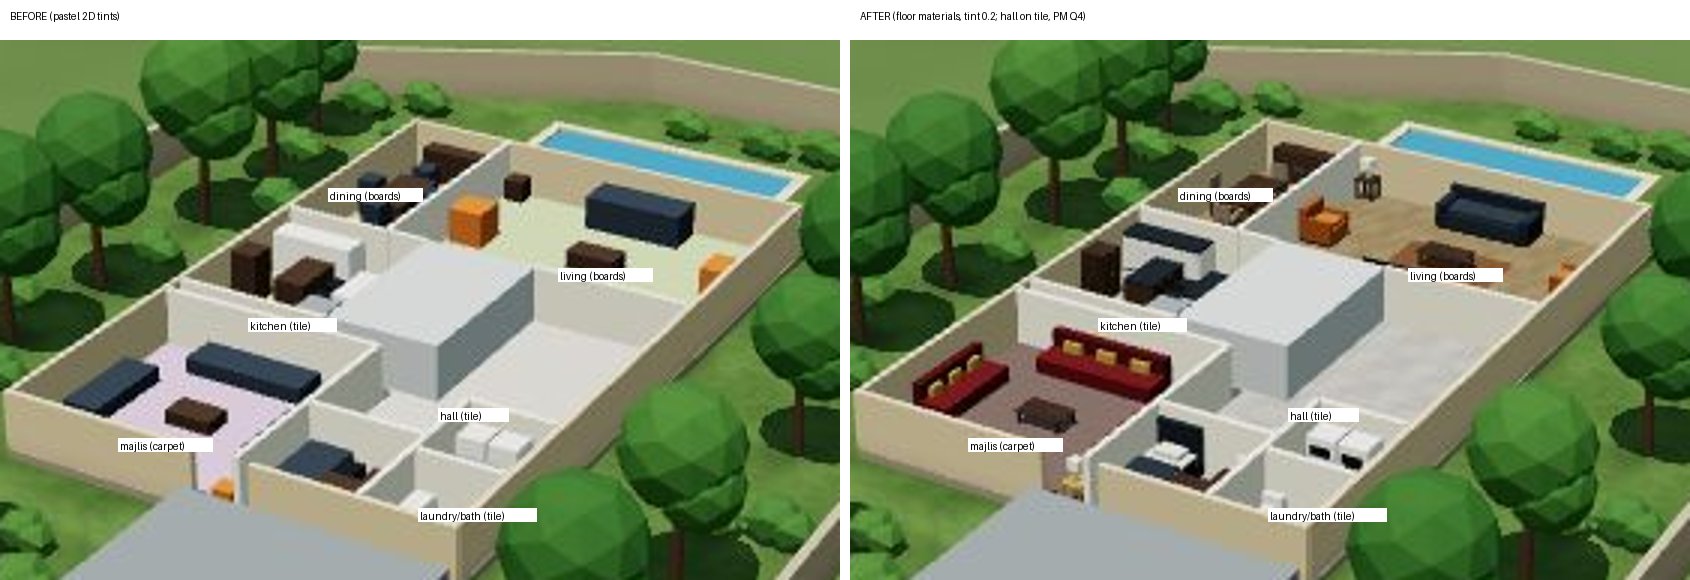 BEFORE (pastel 2D tints)
dining (boards)
living (boards)
kitchen (tile)
hall (tile)
majlis (carpet)
laundry/bath (tile)
AFTER (floor materials, tint 0.2; hall on tile, PM Q4)
dining (boards)
living (boards)
kitchen (tile)
hall (tile)
majlis (carpet)
laundry/bath (tile)